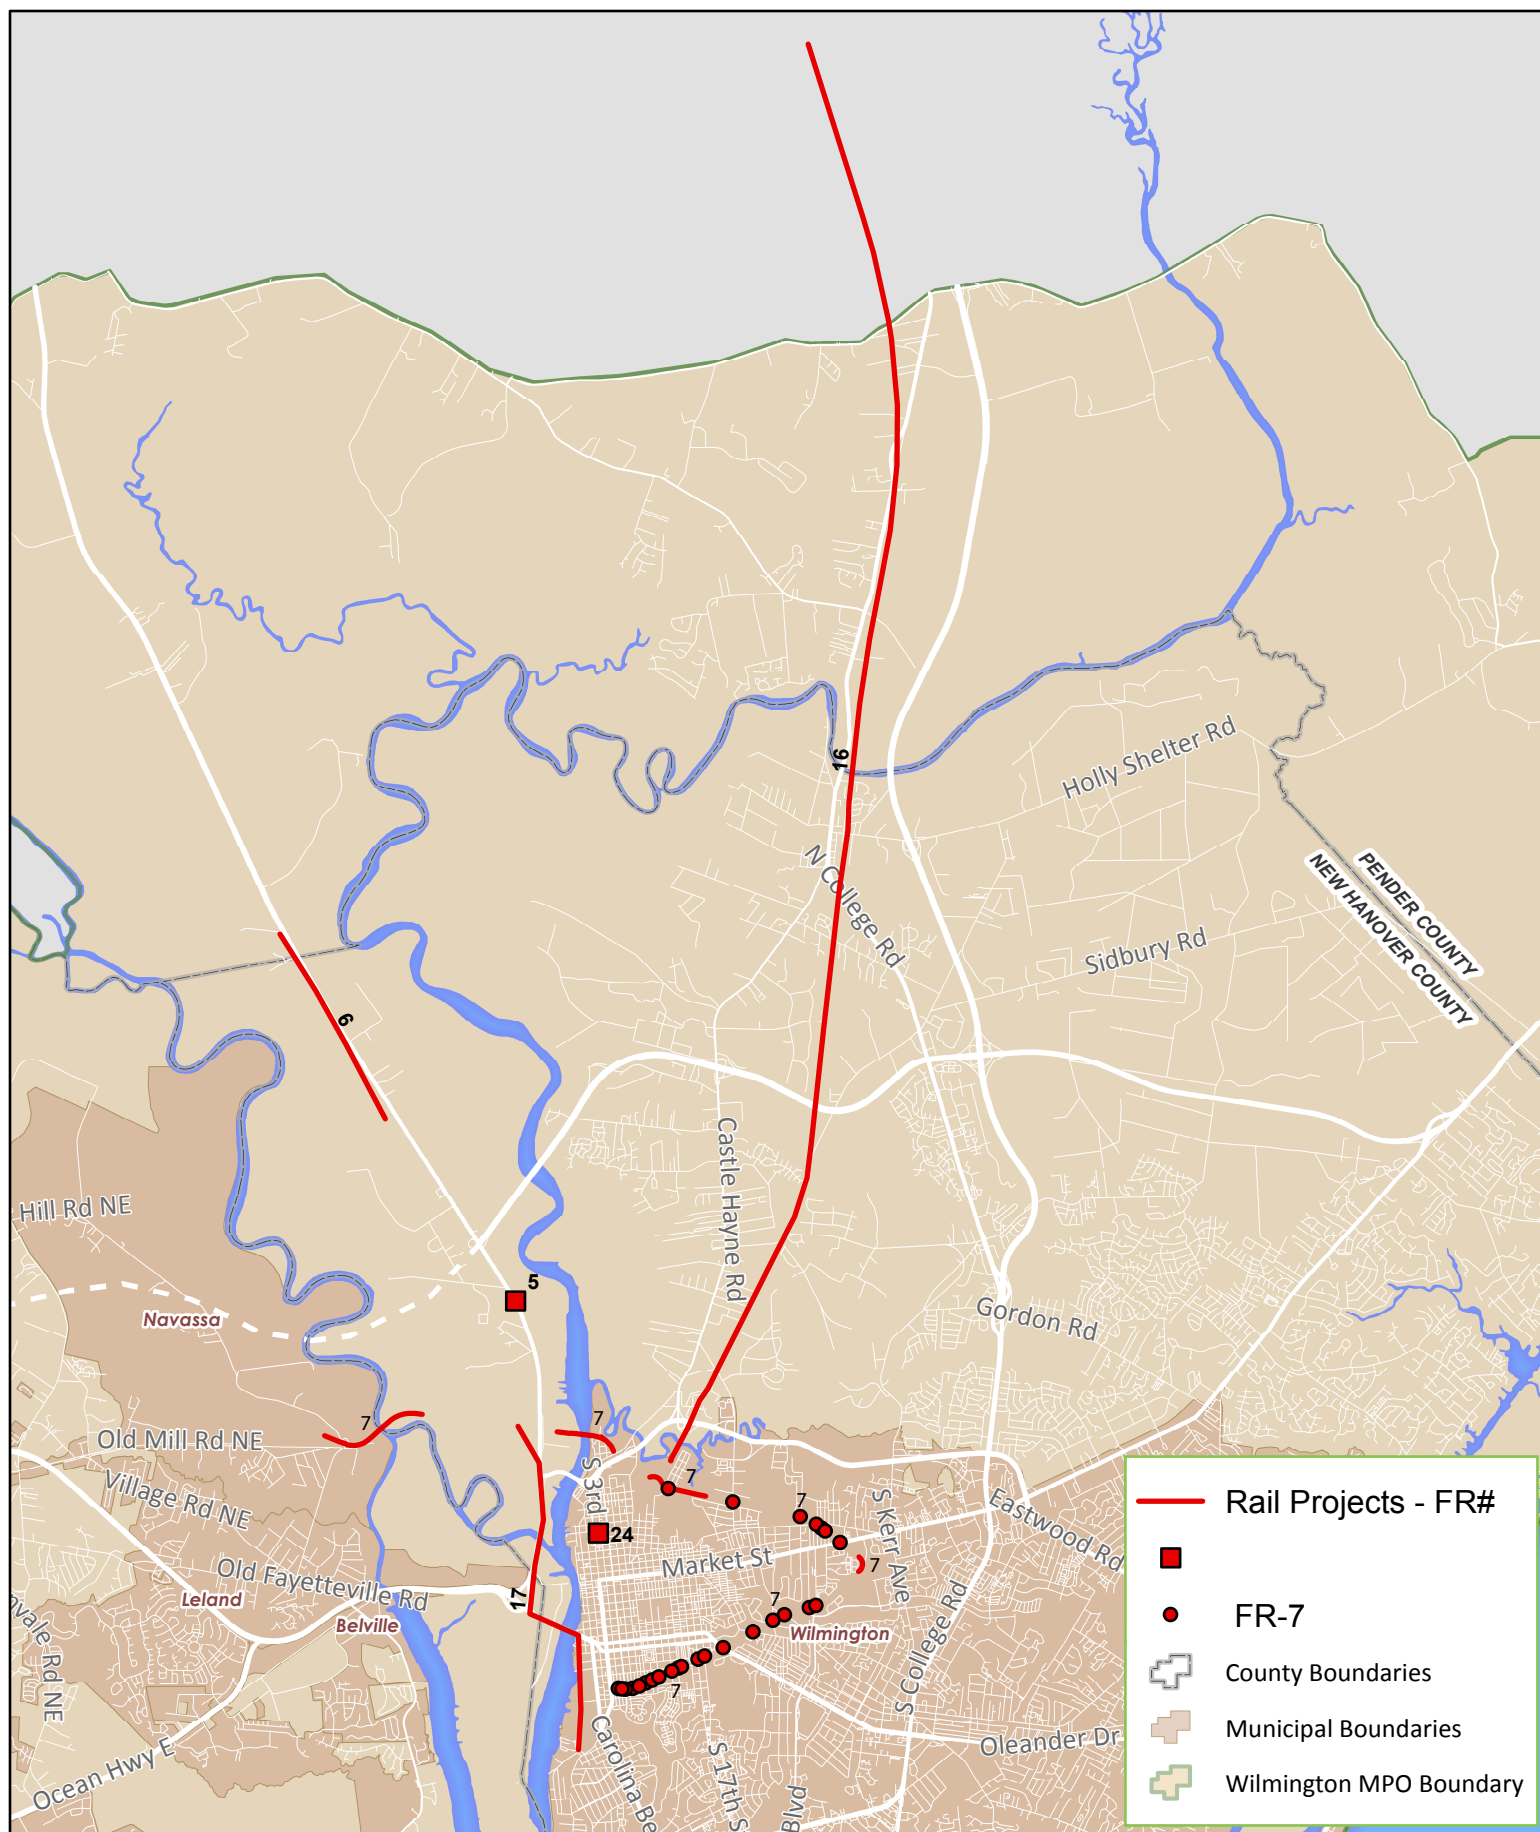 16
Holly Shelter Rd
N College Rd
PENDER COUNTY
NEW HANOVER COUNTY
Sidbury Rd
6
Castle Hayne Rd
Hill Rd NE
5
Navassa
Gordon Rd
7
7
Old Mill Rd NE
S 3rd
7
Village Rd NE
7
S Kerr Ave
Eastwood Rd
24
Market St
7
Old Fayetteville Rd
17
Leland
Belville
7
Wilmington
S College Rd
nvale Rd NE
7
Carolina Be
S 17th S
Blvd
Oleander Dr
Ocean Hwy E
Rail Projects - FR#
FR-7
County Boundaries
Municipal Boundaries
Wilmington MPO Boundary